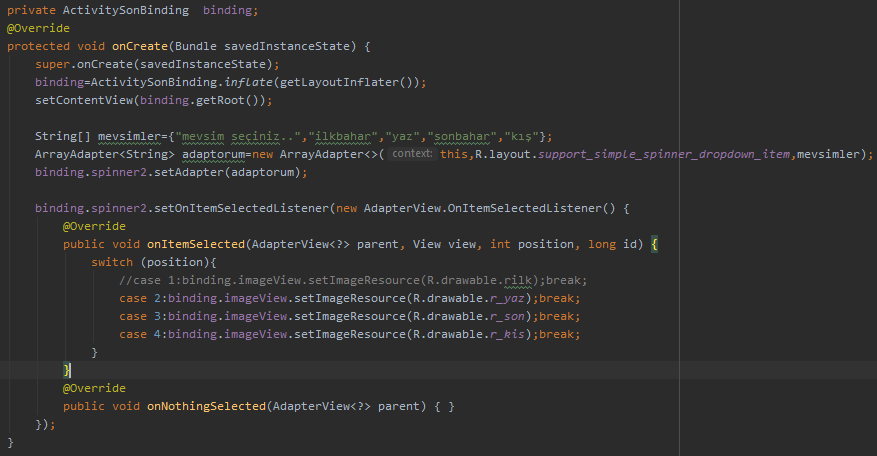 private ActivitySonBinding  binding;
@Override
protected void onCreate(Bundle savedInstanceState) {
    super.onCreate(savedInstanceState);
    binding=ActivitySonBinding.inflate(getLayoutInflater());
    setContentView(binding.getRoot());

    String[] mevsimler={"mevsim seçiniz..","ilkbahar","yaz","sonbahar","kış"};
    ArrayAdapter<String> adaptorum=new ArrayAdapter<>( context: this,R.layout.support_simple_spinner_dropdown_item,mevsimler);
    binding.spinner2.setAdapter(adaptorum);

    binding.spinner2.setOnItemSelectedListener(new AdapterView.OnItemSelectedListener() {
        @Override
        public void onItemSelected(AdapterView<?> parent, View view, int position, long id) {
            switch (position){
                //case 1:binding.imageView.setImageResource(R.drawable.rilk);break;
                case 2:binding.imageView.setImageResource(R.drawable.r_yaz);break;
                case 3:binding.imageView.setImageResource(R.drawable.r_son);break;
                case 4:binding.imageView.setImageResource(R.drawable.r_kis);break;
            }
        }
        @Override
        public void onNothingSelected(AdapterView<?> parent) { }
    });
}